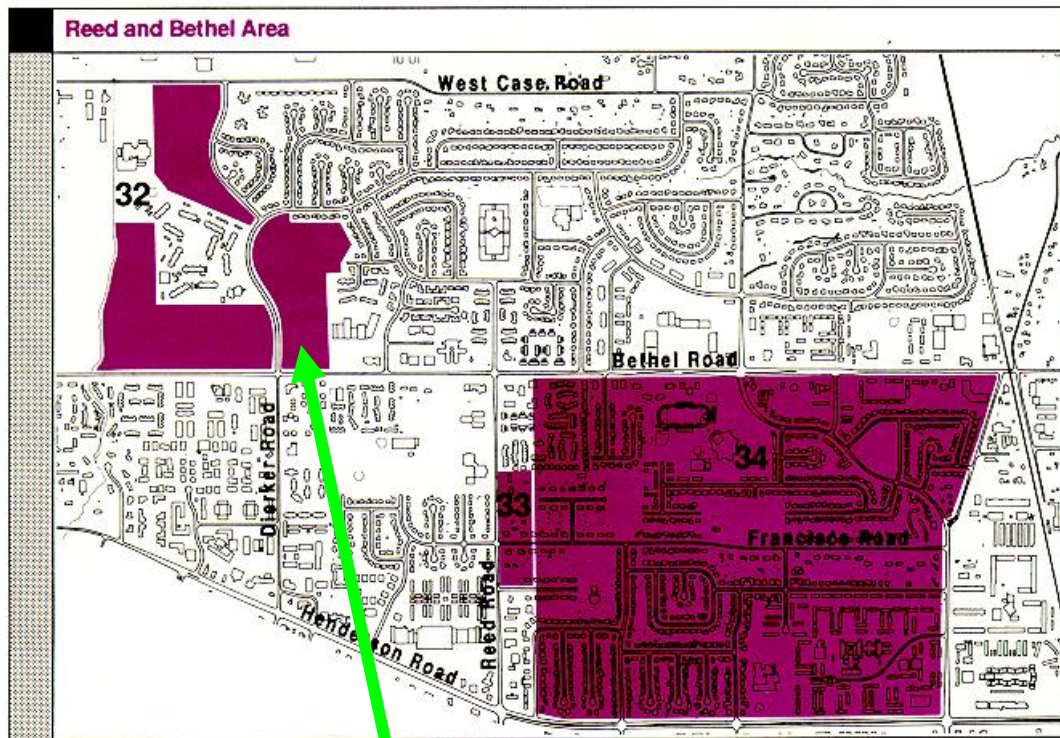 Reed and Bethel Area
West Case Road
32
Bethel Road
34
33
Dierker Road
Francisco Road
Reed Road
Henderson Road